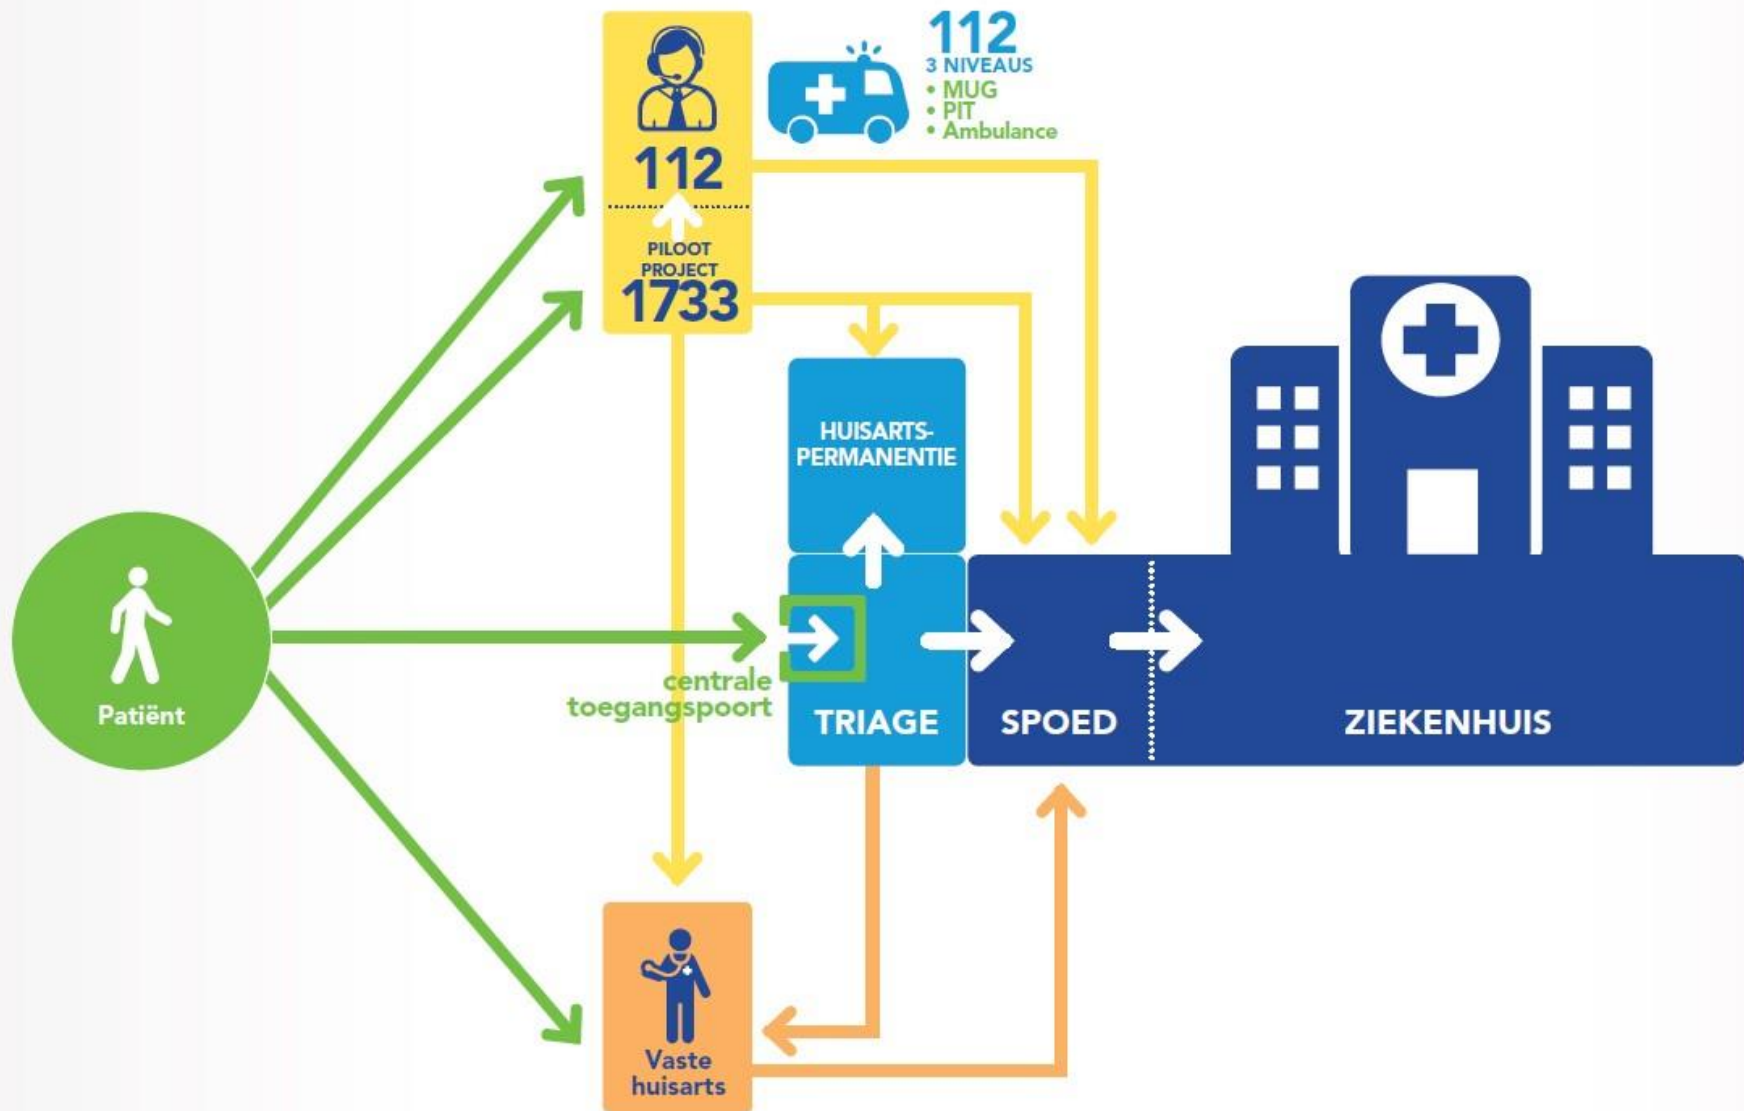 112
3 NIVEAUS
• MUG
• PIT
• Ambulance
112
PILOOT
PROJECT
1733
HUISARTS-
PERMANENTIE
Patiënt
centrale
toegangspoort
TRIAGE
SPOED
ZIEKENHUIS
Vaste
huisarts